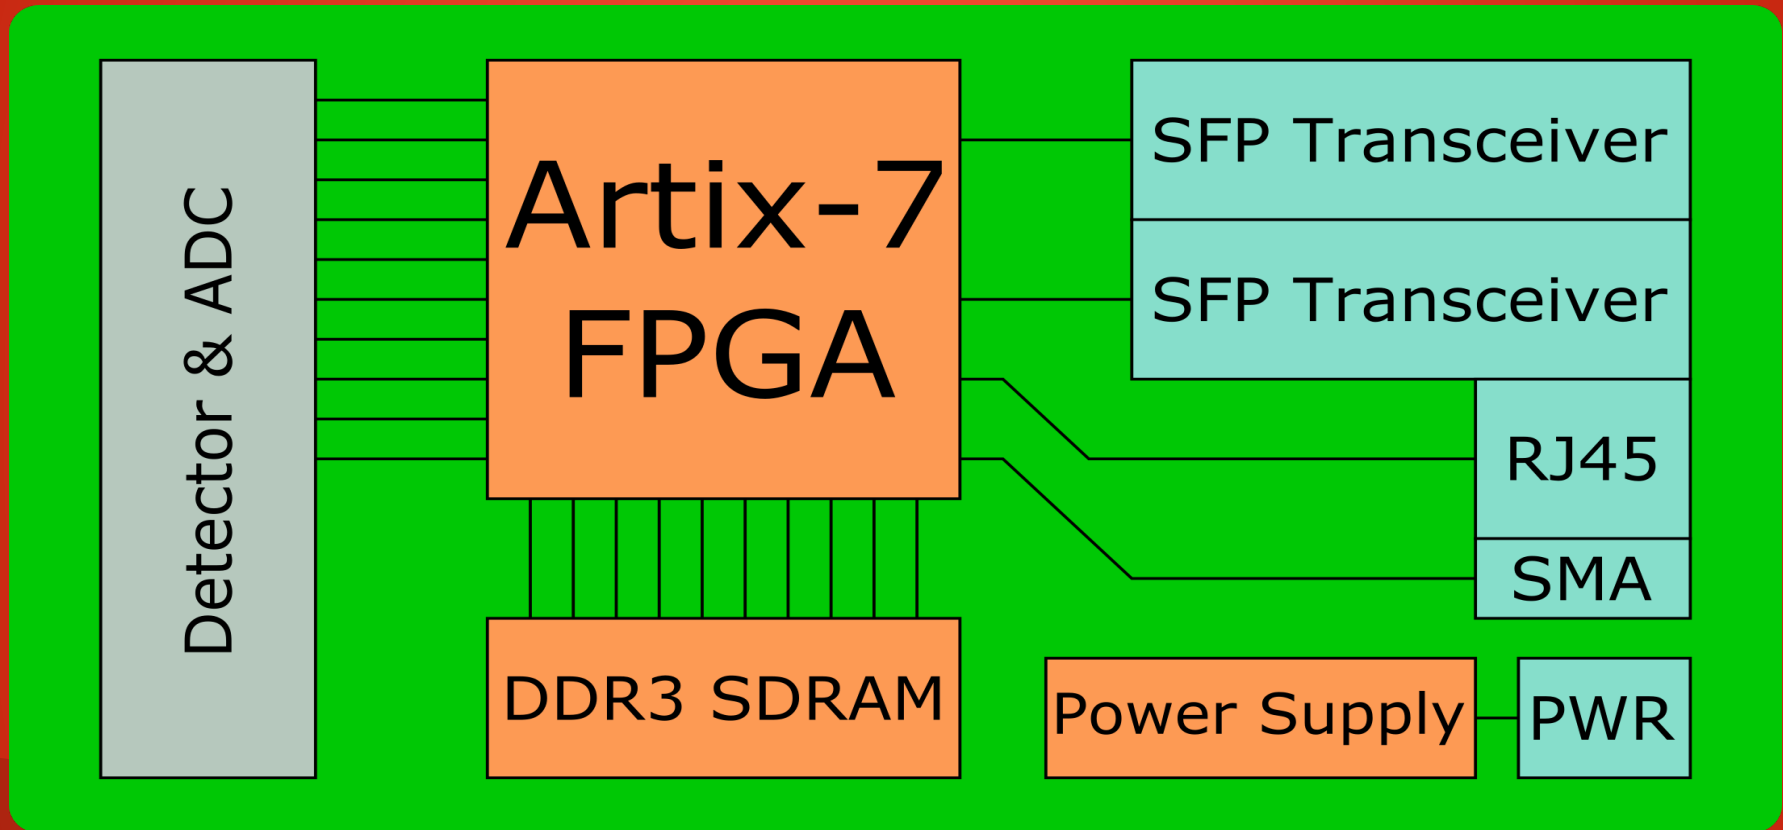 Detector & ADC
Artix-7
FPGA
SFP Transceiver
SFP Transceiver
RJ45
SMA
DDR3 SDRAM
Power Supply
PWR